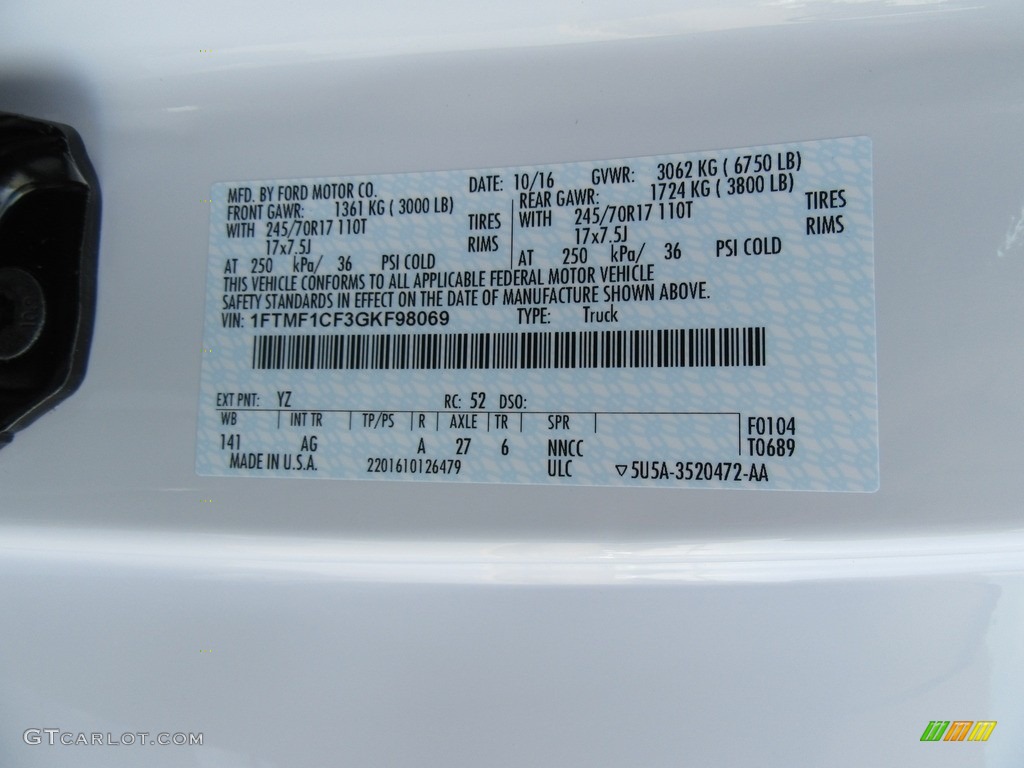 MFD. BY FORD MOTOR CO. DATE: 10/16 GVWR: 3062 KG ( 6750 LB)
FRONT GAWR: 1361 KG ( 3000 LB) REAR GAWR: 1724 KG ( 3800 LB)
WITH 245/70R17 110T TIRES WITH 245/70R17 110T TIRES
17x7.5J RIMS 17x7.5J RIMS
AT 250 kPa/ 36 PSI COLD AT 250 kPa/ 36 PSI COLD
THIS VEHICLE CONFORMS TO ALL APPLICABLE FEDERAL MOTOR VEHICLE
SAFETY STANDARDS IN EFFECT ON THE DATE OF MANUFACTURE SHOWN ABOVE.
VIN: 1FTMF1CF3GKF98069 TYPE: Truck
EXT PNT: YZ RC: 52 DSO:
WB INT TR TP/PS R AXLE TR SPR F0104
141 AG A 27 6 NNCC T0689
MADE IN U.S.A. 2201610126479 ULC ▽5U5A-3520472-AA
GTCARLOT.COM